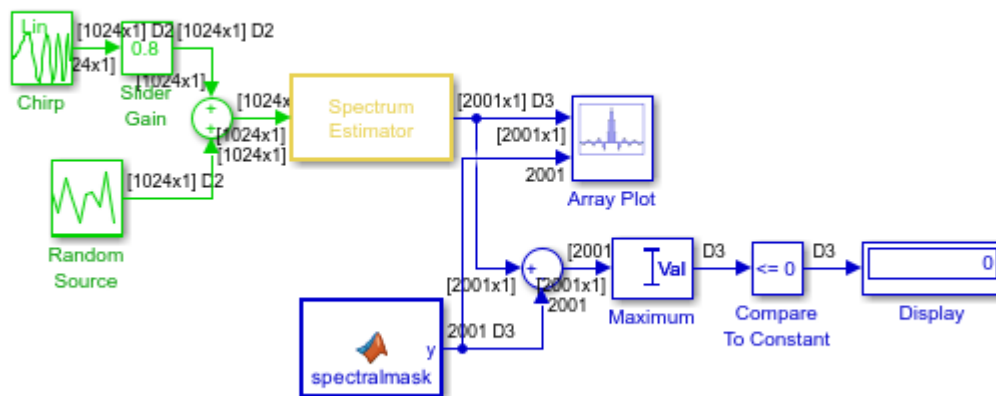 Lin
[1024x1] D2
[1024x1] D2
24x1]
0.8
[1024x1]
Chirp
Slider
Gain
+
+
[1024x
[1024x1]
[1024x1]
Spectrum
Estimator
[2001x1] D3
[2001x1]
2001
Array Plot
[1024x1] D2
Random
Source
+
[2001
[2001x1]
[2001x1]
2001
Val
Maximum
D3
<= 0
Compare
To Constant
D3
0
Display
2001 D3
y
spectralmask